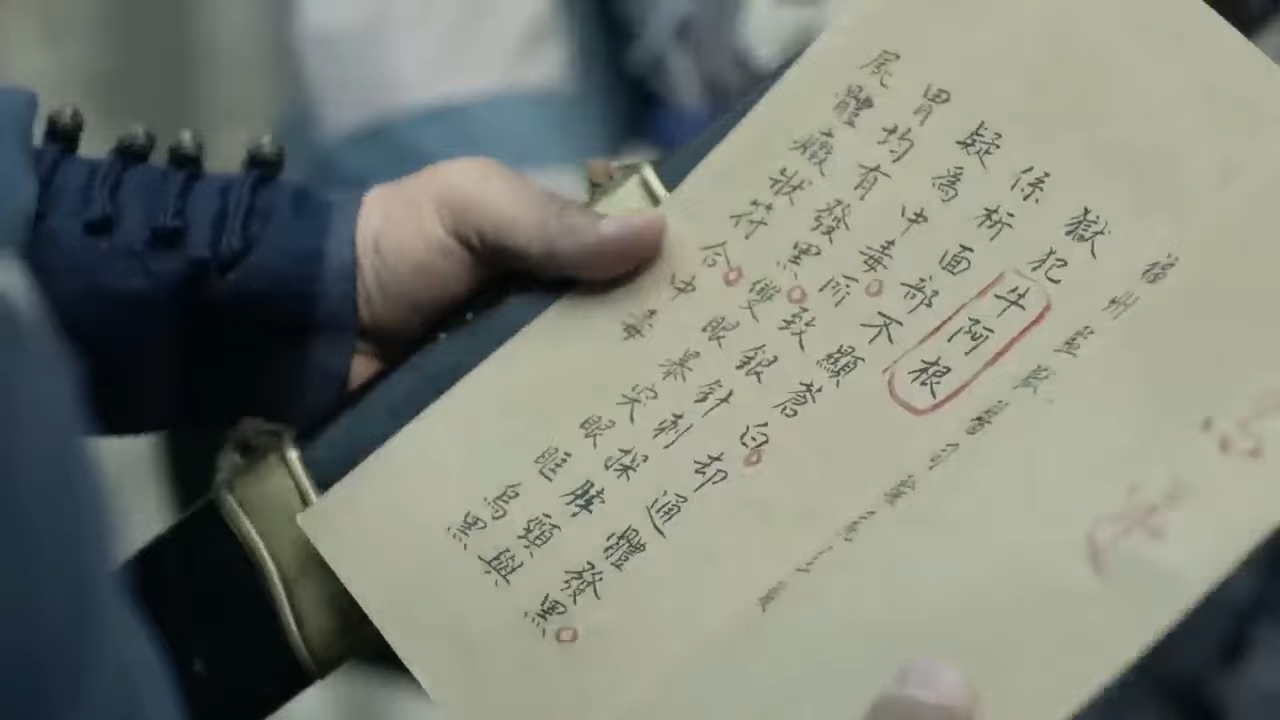 福州
獄犯牛阿根
係析面部不顯蒼白却通體發黑
疑為中毒所致銀針刺探脾頸與
胃均有發黑雙眼暴突眼眶烏黑
屍體癥狀符合中毒